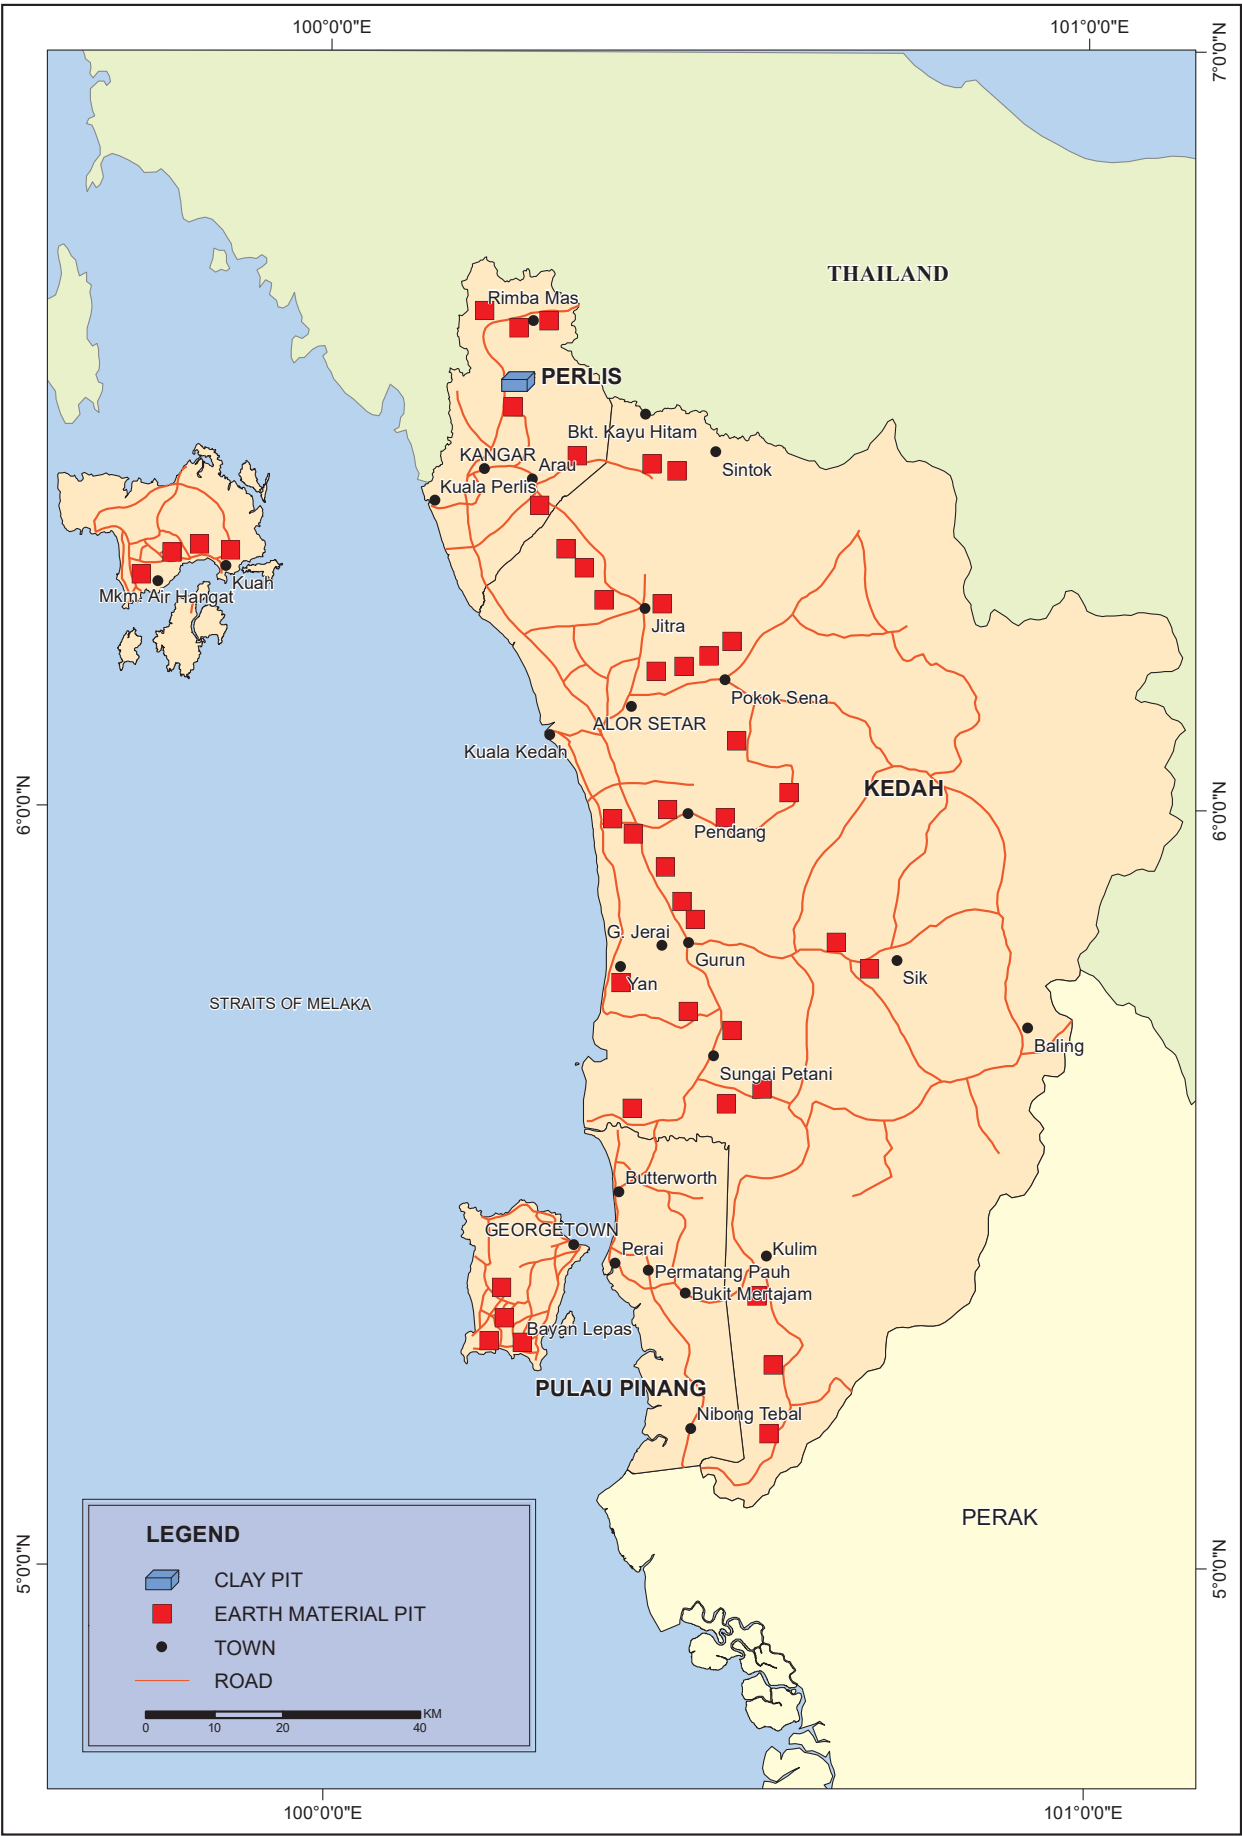 100°0'0"E
101°0'0"E
7°0'0"N
THAILAND
Rimba Mas
PERLIS
Bkt. Kayu Hitam
KANGAR
Arau
Sintok
Kuala Perlis
Kuah
Mkm. Air Hangat
Jitra
Pokok Sena
ALOR SETAR
Kuala Kedah
KEDAH
6°0'0"N
6°0'0"N
Pendang
G. Jerai
Gurun
Sik
Yan
STRAITS OF MELAKA
Baling
Sungai Petani
Butterworth
GEORGETOWN
Perai
Kulim
Permatang Pauh
Bukit Mertajam
Bayan Lepas
PULAU PINANG
Nibong Tebal
PERAK
5°0'0"N
5°0'0"N
LEGEND
CLAY PIT
EARTH MATERIAL PIT
TOWN
ROAD
KM
0 10 20 40
100°0'0"E
101°0'0"E